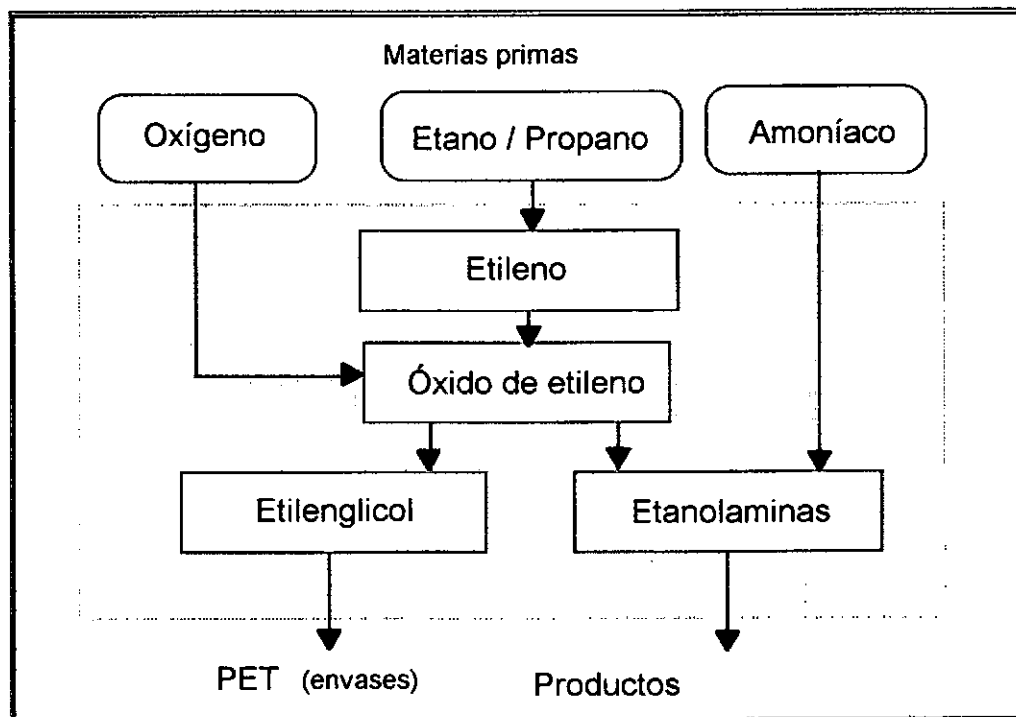 Materias primas
Oxígeno
Etano / Propano
Amoníaco
Etileno
Óxido de etileno
Etilenglicol
Etanolaminas
PET (envases)
Productos